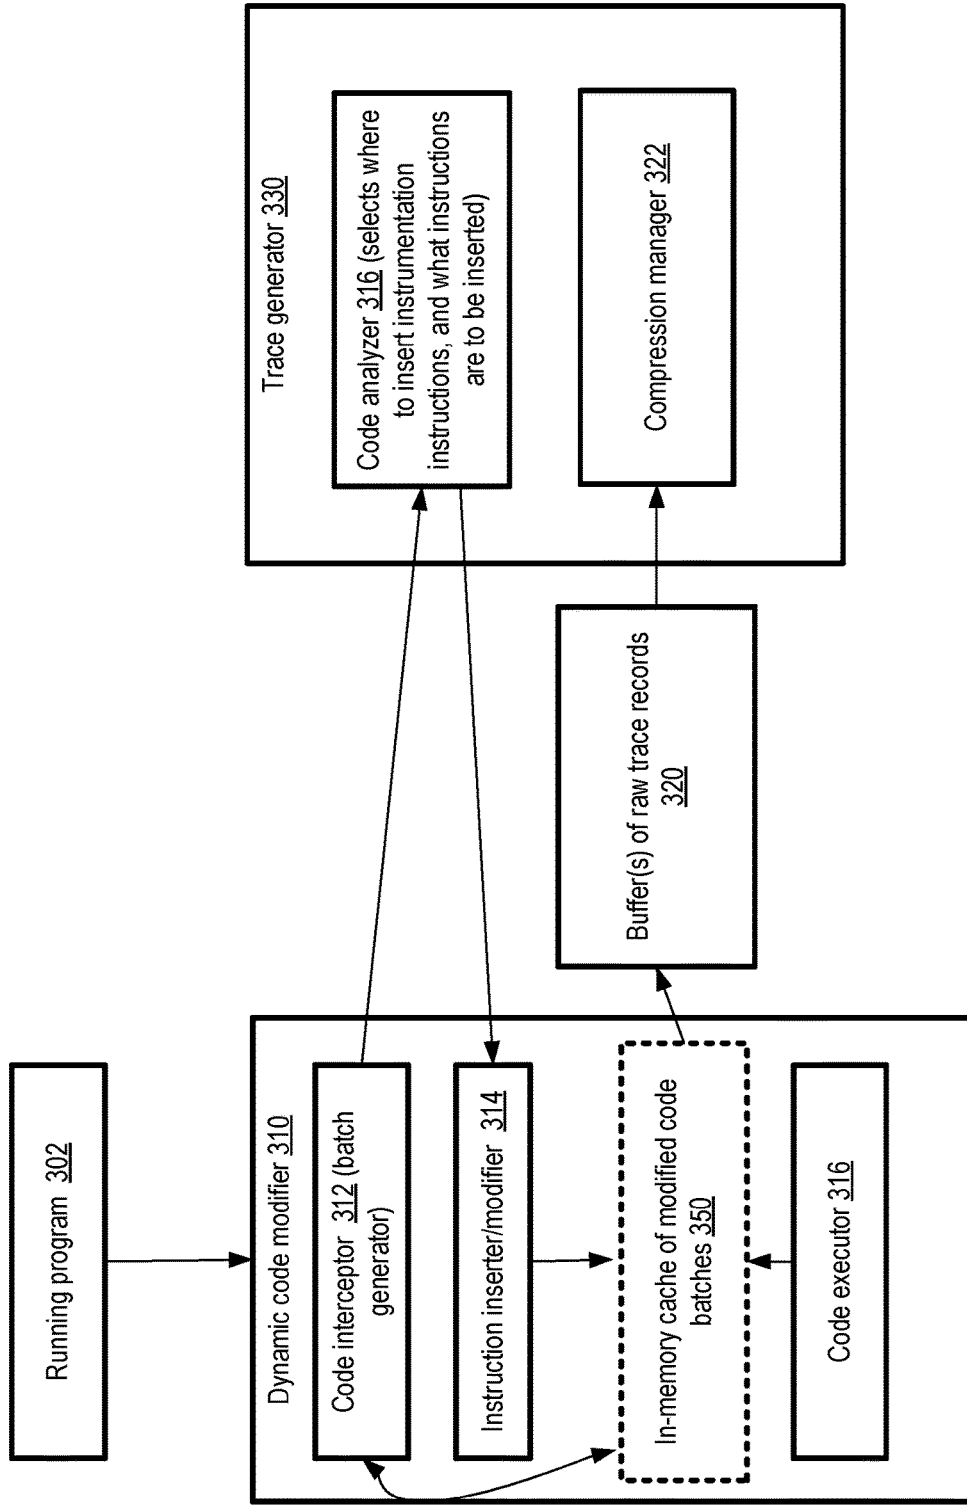 Running program 302
Dynamic code modifier 310
Code interceptor 312 (batch
generator)
Instruction inserter/modifier 314
In-memory cache of modified code
batches 350
Code executor 316
Buffer(s) of raw trace records
320
Trace generator 330
Code analyzer 316 (selects where
to insert instrumentation
instructions, and what instructions
are to be inserted)
Compression manager 322